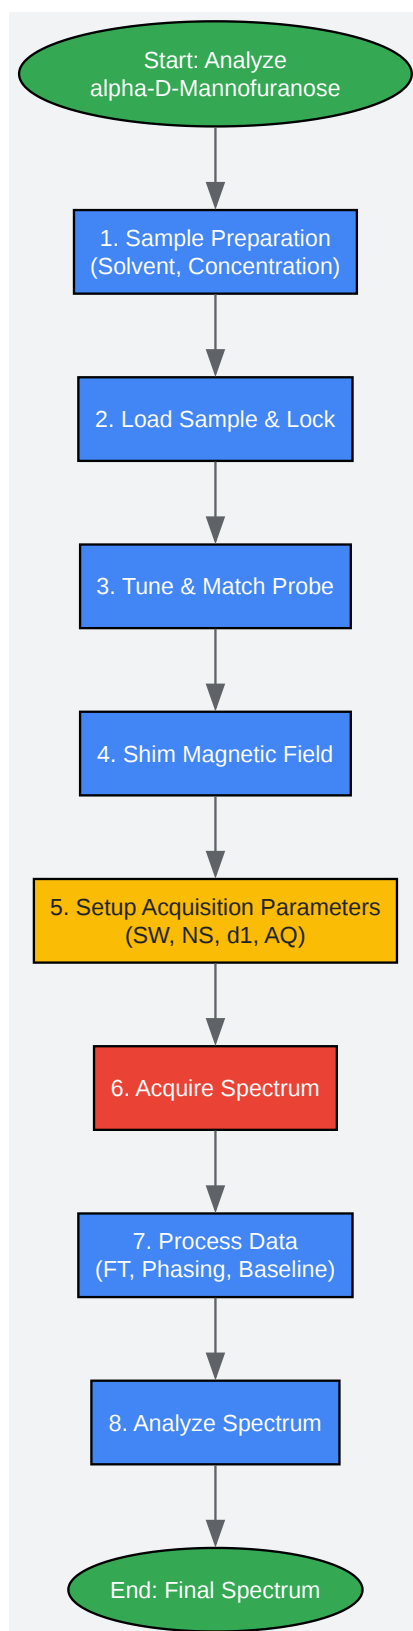 Start: Analyze
alpha-D-Mannofuranose
1. Sample Preparation
(Solvent, Concentration)
2. Load Sample & Lock
3. Tune & Match Probe
4. Shim Magnetic Field
5. Setup Acquisition Parameters
(SW, NS, d1, AQ)
6. Acquire Spectrum
7. Process Data
(FT, Phasing, Baseline)
8. Analyze Spectrum
End: Final Spectrum